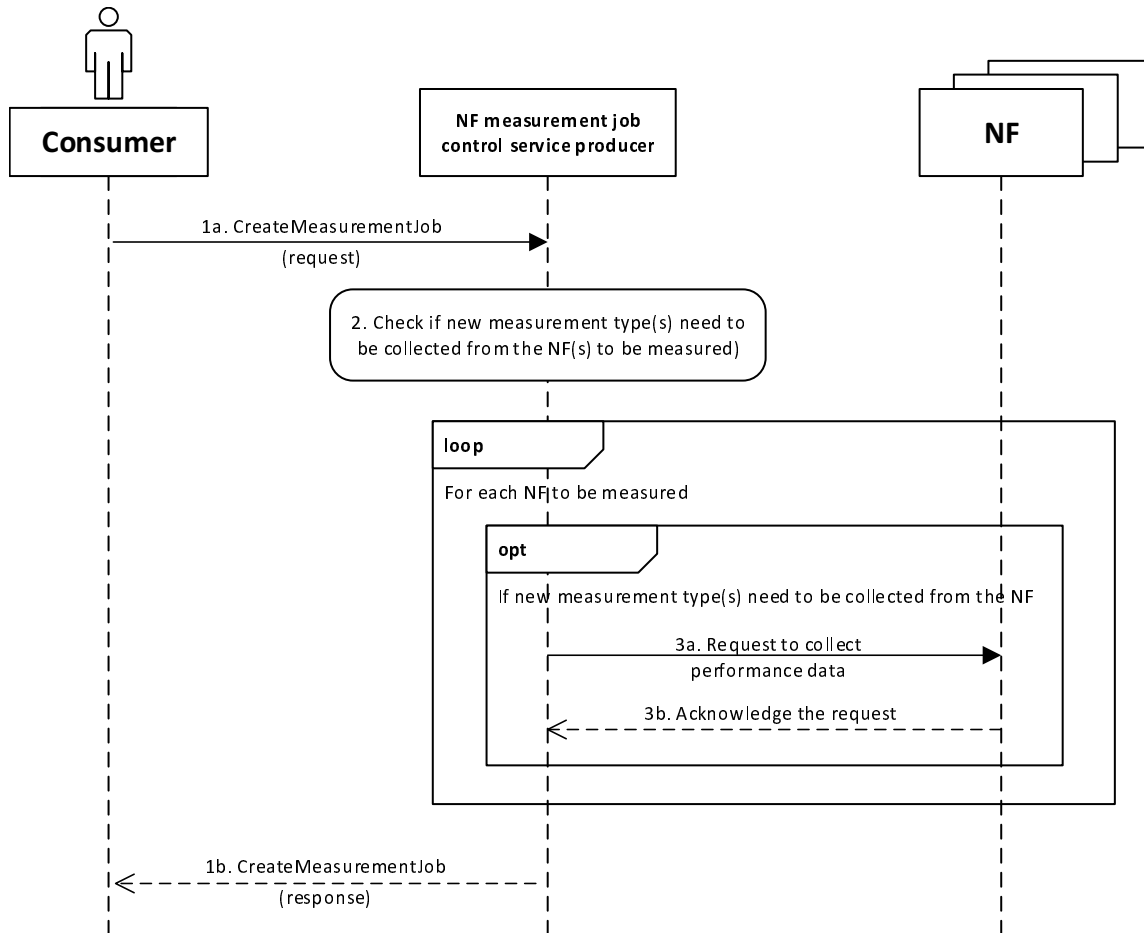 Consumer
NF measurement job
control service producer
NF
1a. CreateMeasurementJob
(request)
2. Check if new measurement type(s) need to
be collected from the NF(s) to be measured)
loop
For each NF to be measured
opt
If new measurement type(s) need to be collected from the NF
3a. Request to collect
performance data
3b. Acknowledge the request
1b. CreateMeasurementJob
(response)